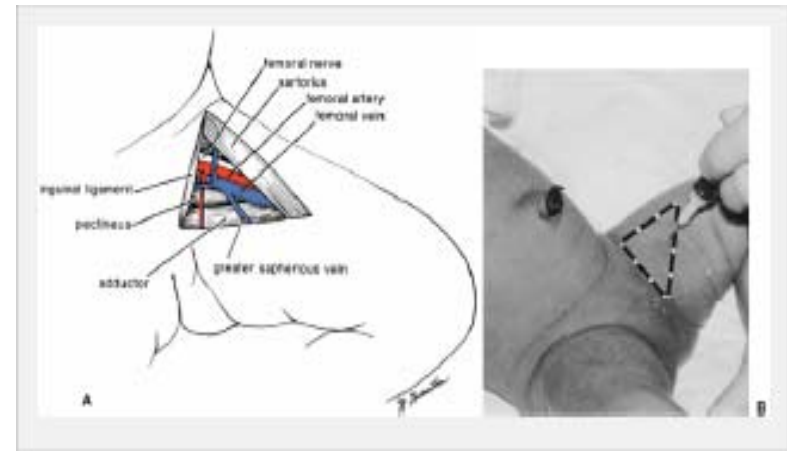 femoral nerve
sartorius
femoral artery
femoral vein
inguinal ligament
pectineus
adductor
greater saphenous vein
A
B